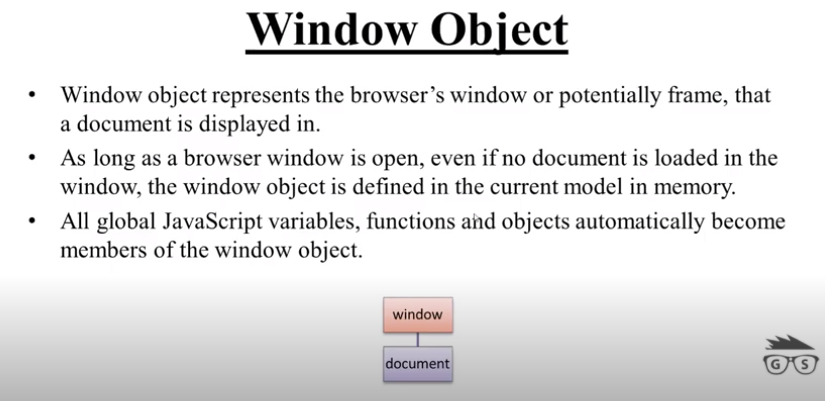 Window Object
• Window object represents the browser’s window or potentially frame, that
a document is displayed in.
• As long as a browser window is open, even if no document is loaded in the
window, the window object is defined in the current model in memory.
• All global JavaScript variables, functions and objects automatically become
members of the window object.
window
document
G S